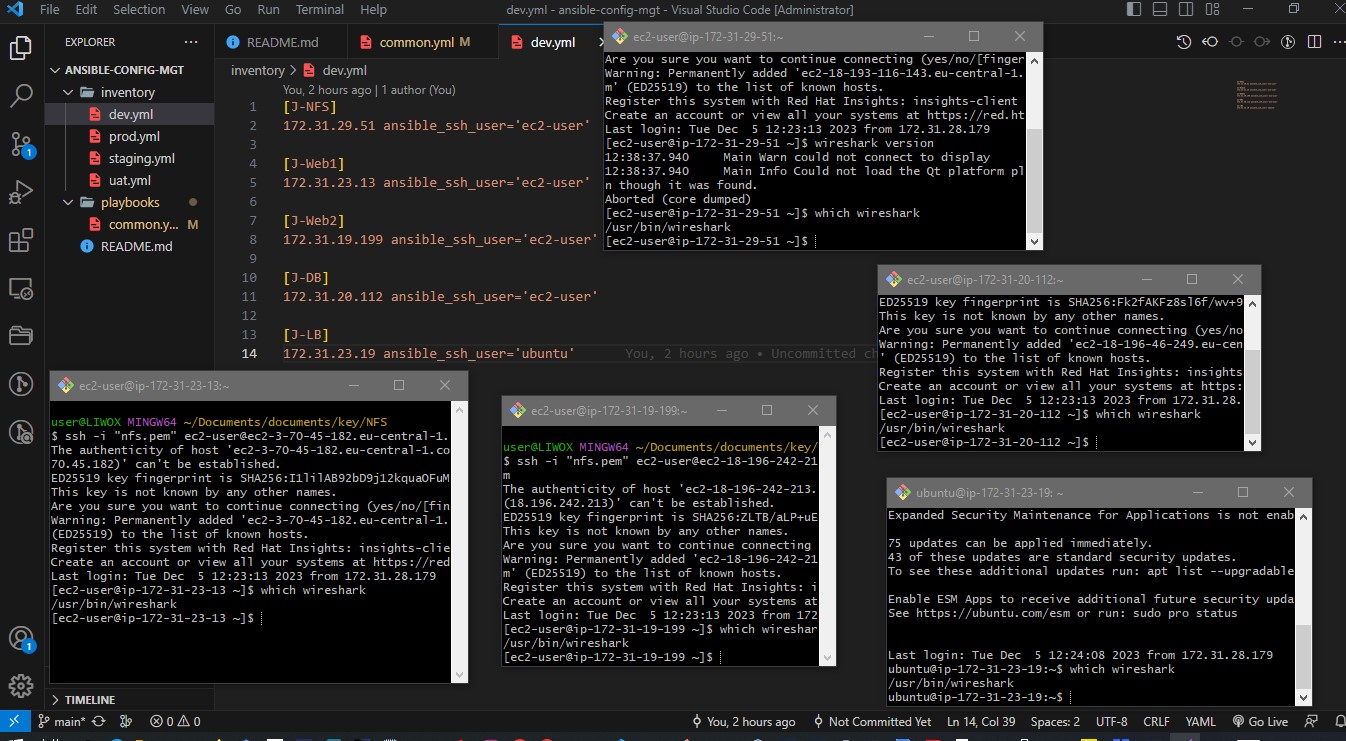 File Edit Selection View Go Run Terminal Help
dev.yml - ansible-config-mgt - Visual Studio Code [Administrator]
EXPLORER
ANSIBLE-CONFIG-MGT
inventory
dev.yml
prod.yml
staging.yml
uat.yml
playbooks
common.y... M
README.md
TIMELINE
README.md
common.yml M
dev.yml
inventory > dev.yml
You, 2 hours ago | 1 author (You)
1 [J-NFS]
2 172.31.29.51 ansible_ssh_user='ec2-user'
3
4 [J-Web1]
5 172.31.23.13 ansible_ssh_user='ec2-user'
6
7 [J-Web2]
8 172.31.19.199 ansible_ssh_user='ec2-user'
9
10 [J-DB]
11 172.31.20.112 ansible_ssh_user='ec2-user'
12
13 [J-LB]
14 172.31.23.19 ansible_ssh_user='ubuntu' You, 2 hours ago • Uncommitted ch
ec2-user@ip-172-31-29-51:~
Are you sure you want to continue connecting (yes/no/[finger
Warning: Permanently added 'ec2-18-193-116-143.eu-central-1.
m' (ED25519) to the list of known hosts.
Register this system with Red Hat Insights: insights-client
Create an account or view all your systems at https://red.ht
Last login: Tue Dec  5 12:23:13 2023 from 172.31.28.179
[ec2-user@ip-172-31-29-51 ~]$ wireshark version
12:38:37.940     Main Warn could not connect to display
12:38:37.940     Main Info Could not load the Qt platform pl
n though it was found.
Aborted (core dumped)
[ec2-user@ip-172-31-29-51 ~]$ which wireshark
/usr/bin/wireshark
[ec2-user@ip-172-31-29-51 ~]$
ec2-user@ip-172-31-20-112:~
ED25519 key fingerprint is SHA256:Fk2fAKFz8sl6f/wv+9
This key is not known by any other names.
Are you sure you want to continue connecting (yes/no
Warning: Permanently added 'ec2-18-196-46-249.eu-cen
' (ED25519) to the list of known hosts.
Register this system with Red Hat Insights: insights
Create an account or view all your systems at https:
Last login: Tue Dec  5 12:23:13 2023 from 172.31.28.
[ec2-user@ip-172-31-20-112 ~]$ which wireshark
/usr/bin/wireshark
[ec2-user@ip-172-31-20-112 ~]$
ec2-user@ip-172-31-23-13:~
user@LIWOX MINGW64 ~/Documents/documents/key/NFS
$ ssh -i "nfs.pem" ec2-user@ec2-3-70-45-182.eu-central-1.
The authenticity of host 'ec2-3-70-45-182.eu-central-1.co
70.45.182)' can't be established.
ED25519 key fingerprint is SHA256:I1lilAB92bD9j12kquaOFuM
This key is not known by any other names.
Are you sure you want to continue connecting (yes/no/[fin
Warning: Permanently added 'ec2-3-70-45-182.eu-central-1.
(ED25519) to the list of known hosts.
Register this system with Red Hat Insights: insights-clie
Create an account or view all your systems at https://red
Last login: Tue Dec  5 12:23:13 2023 from 172.31.28.179
[ec2-user@ip-172-31-23-13 ~]$ which wireshark
/usr/bin/wireshark
[ec2-user@ip-172-31-23-13 ~]$
ec2-user@ip-172-31-19-199:~
user@LIWOX MINGW64 ~/Documents/documents/key/
$ ssh -i "nfs.pem" ec2-user@ec2-18-196-242-21
m
The authenticity of host 'ec2-18-196-242-213.
(18.196.242.213)' can't be established.
ED25519 key fingerprint is SHA256:ZLTB/aLP+uE
This key is not known by any other names.
Are you sure you want to continue connecting
Warning: Permanently added 'ec2-18-196-242-21
m' (ED25519) to the list of known hosts.
Register this system with Red Hat Insights: i
Create an account or view all your systems at
Last login: Tue Dec  5 12:23:13 2023 from 172
[ec2-user@ip-172-31-19-199 ~]$ which wireshar
/usr/bin/wireshark
[ec2-user@ip-172-31-19-199 ~]$
ubuntu@ip-172-31-23-19: ~
Expanded Security Maintenance for Applications is not enab
75 updates can be applied immediately.
43 of these updates are standard security updates.
To see these additional updates run: apt list --upgradable
Enable ESM Apps to receive additional future security upda
See https://ubuntu.com/esm or run: sudo pro status
Last login: Tue Dec  5 12:24:08 2023 from 172.31.28.179
ubuntu@ip-172-31-23-19:~$ which wireshark
/usr/bin/wireshark
ubuntu@ip-172-31-23-19:~$
1
1
main* 0 0 You, 2 hours ago Not Committed Yet Ln 14, Col 39 Spaces: 2 UTF-8 CRLF YAML Go Live